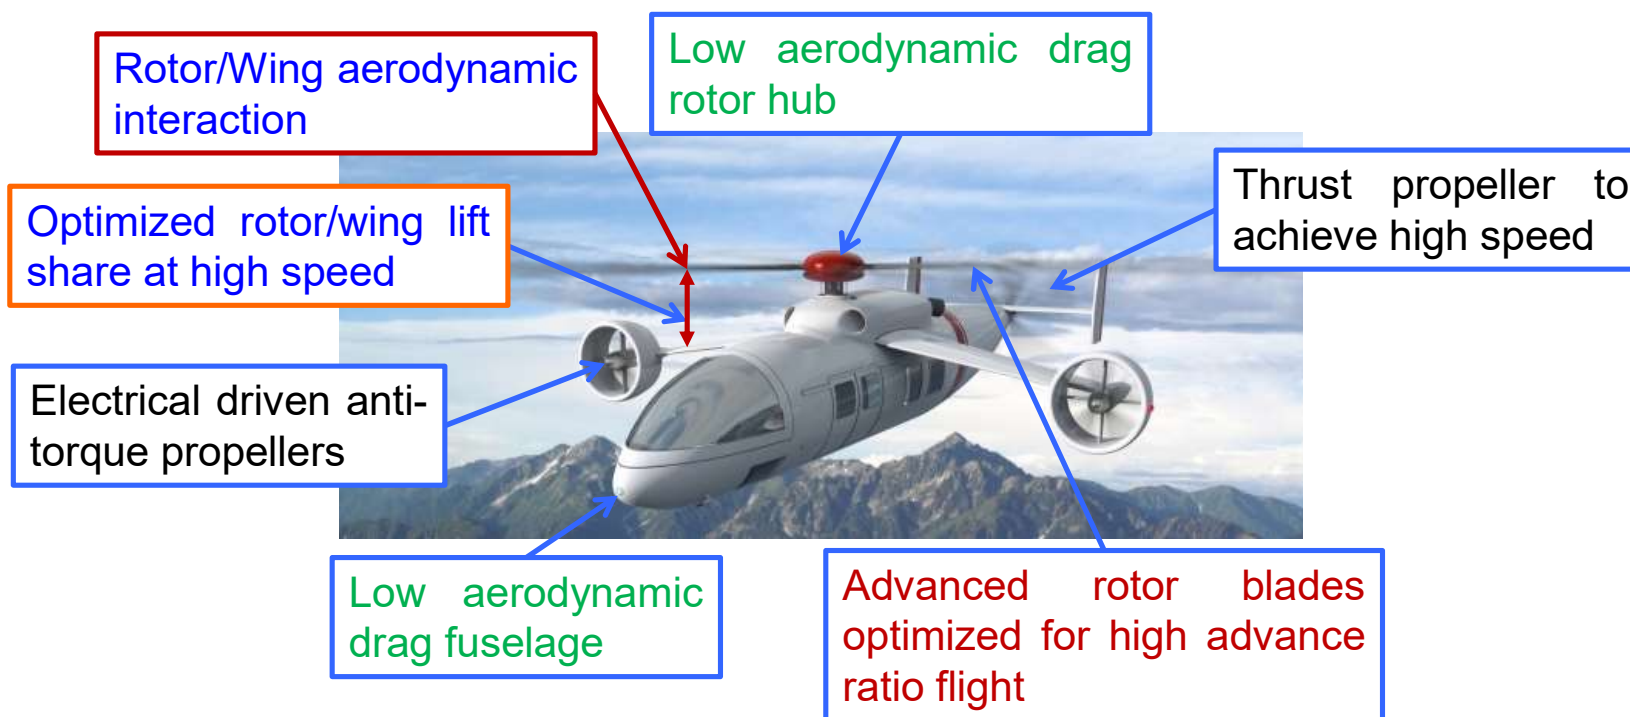 Rotor/Wing aerodynamic
interaction
Low aerodynamic drag
rotor hub
Thrust propeller to
achieve high speed
Optimized rotor/wing lift
share at high speed
Electrical driven anti-
torque propellers
Low aerodynamic
drag fuselage
Advanced rotor blades
optimized for high advance
ratio flight